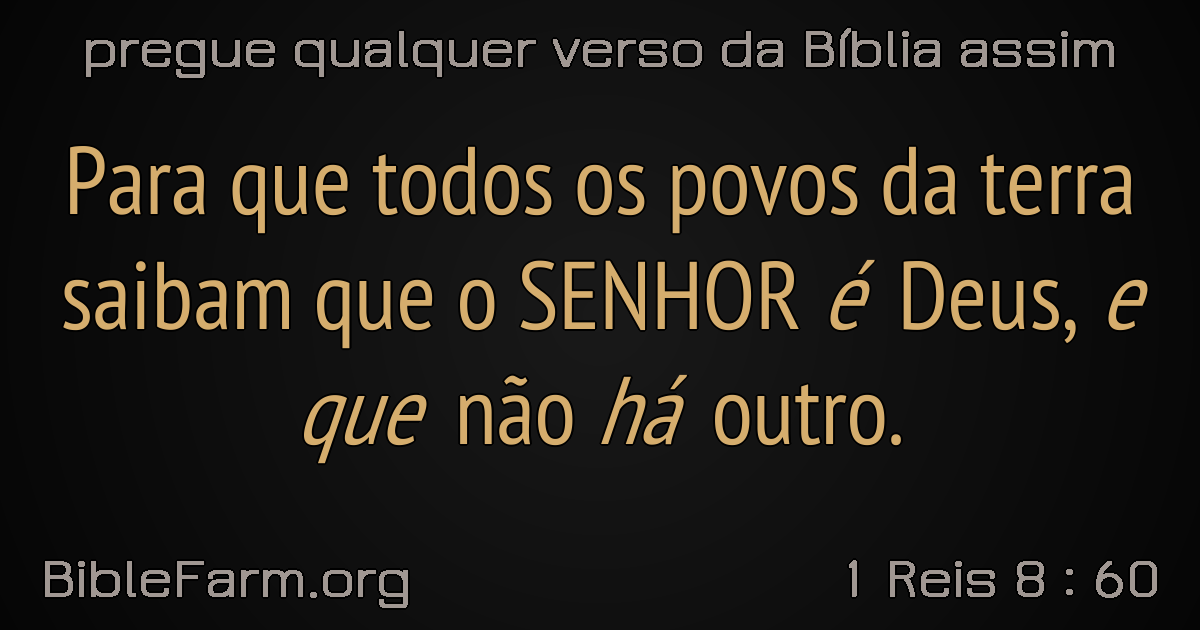 pregue qualquer verso da Bíblia assim
Para que todos os povos da terra
saibam que o SENHOR é Deus, e
que não há outro.
BibleFarm.org
1 Reis 8 : 60